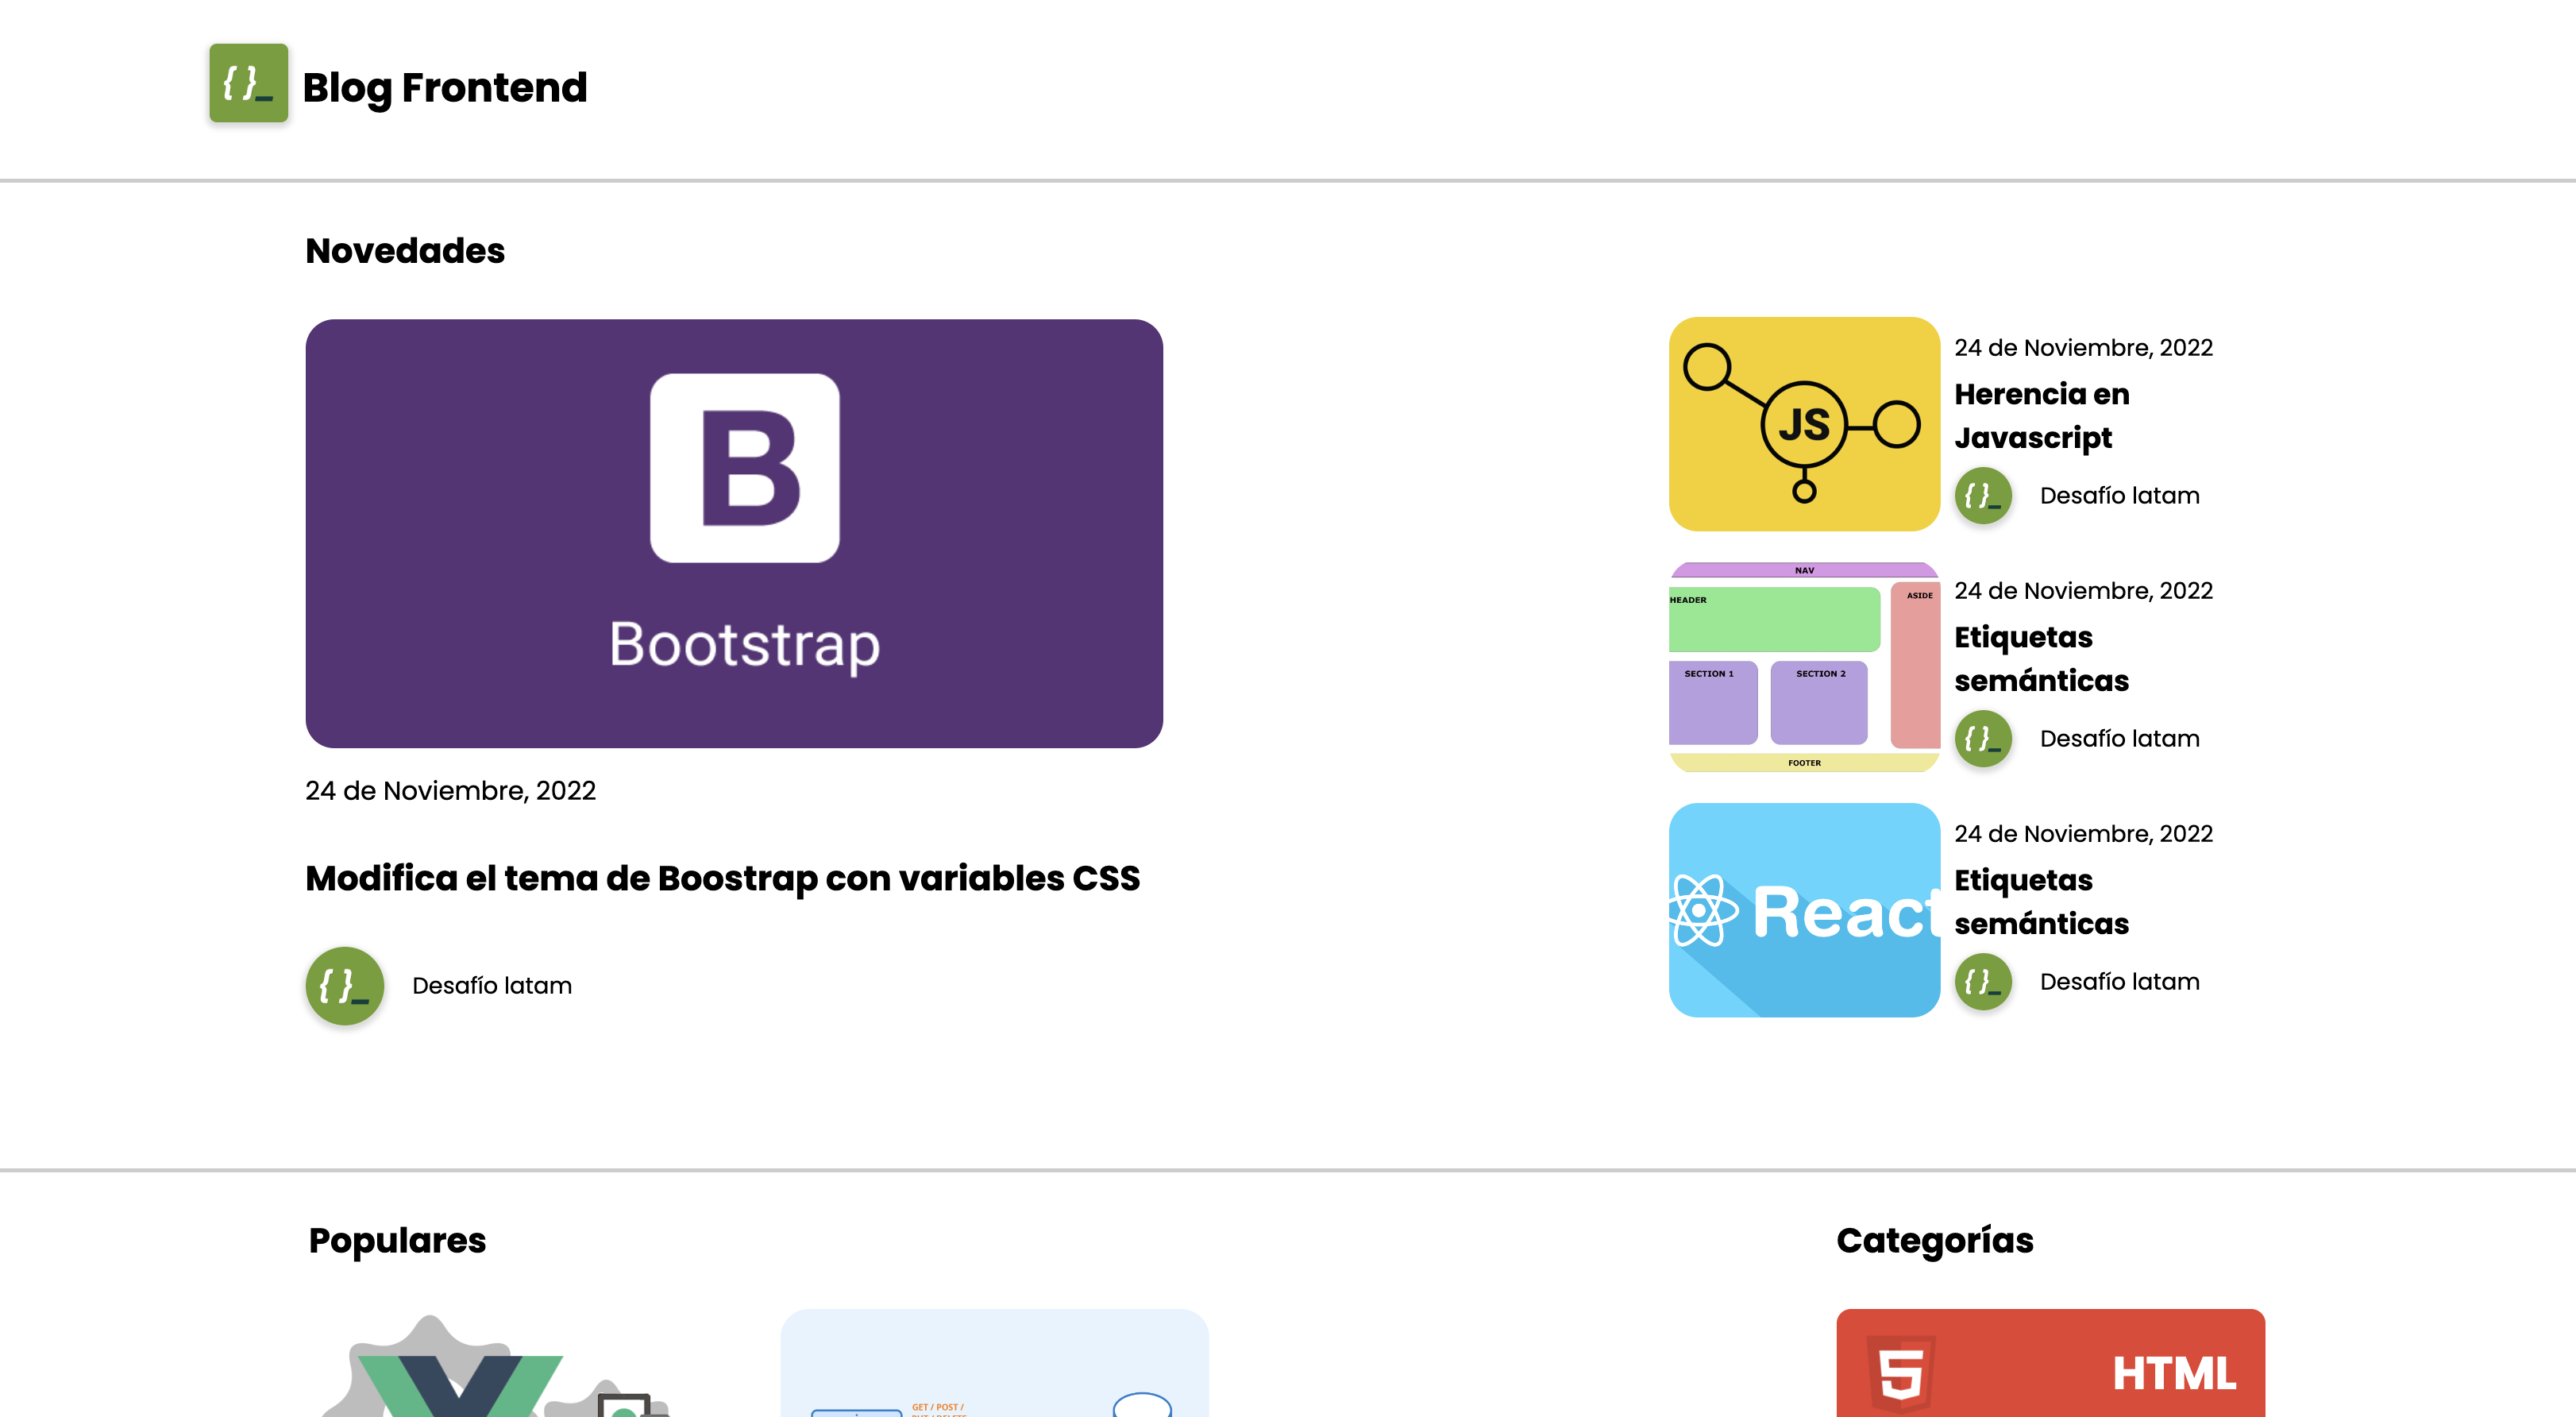 { }_ Blog Frontend
Novedades
B
Bootstrap
24 de Noviembre, 2022
Modifica el tema de Boostrap con variables CSS
{ }_ Desafío latam
JS
24 de Noviembre, 2022
Herencia en
Javascript
{ }_ Desafío latam
NAV
HEADER
ASIDE
SECTION 1
SECTION 2
FOOTER
24 de Noviembre, 2022
Etiquetas
semánticas
{ }_ Desafío latam
React
24 de Noviembre, 2022
Etiquetas
semánticas
{ }_ Desafío latam
Populares
GET / POST /
Categorías
5 HTML